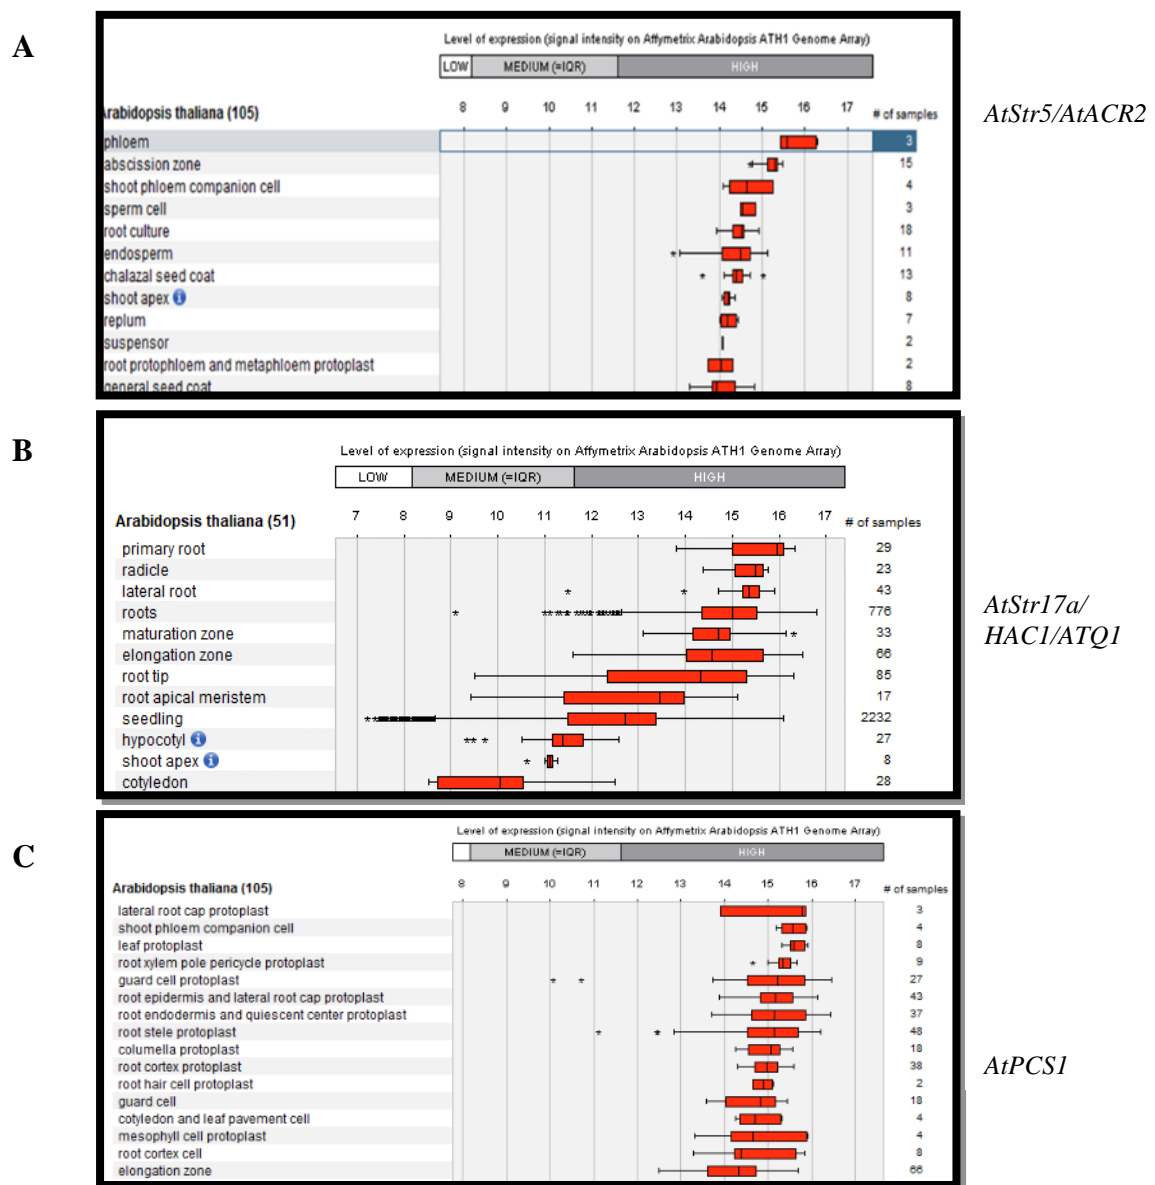 A
Level of expression (signal intensity on Affymetrix Arabidopsis ATH1 Genome Array)
LOW MEDIUM (=IQR) HIGH
Arabidopsis thaliana (105) 8 9 10 11 12 13 14 15 16 17 # of samples
AtStr5/AtACR2
phloem 3
abscission zone 15
shoot phloem companion cell 4
sperm cell 3
root culture 18
endosperm 11
chalazal seed coat 13
shoot apex 8
replum 7
suspensor 2
root protophloem and metaphloem protoplast 2
general seed coat 8
B
Level of expression (signal intensity on Affymetrix Arabidopsis ATH1 Genome Array)
LOW MEDIUM (=IQR) HIGH
Arabidopsis thaliana (51) 7 8 9 10 11 12 13 14 15 16 17 # of samples
primary root 29
radicle 23
lateral root 43
roots 776
maturation zone 33
elongation zone 66
root tip 85
root apical meristem 17
seedling 2232
hypocotyl 27
shoot apex 8
cotyledon 28
AtStr17a/
HAC1/ATQ1
C
Level of expression (signal intensity on Affymetrix Arabidopsis ATH1 Genome Array)
MEDIUM (=IQR) HIGH
Arabidopsis thaliana (105) 8 9 10 11 12 13 14 15 16 17 # of samples
lateral root cap protoplast 3
shoot phloem companion cell 4
leaf protoplast 8
root xylem pole pericycle protoplast 9
guard cell protoplast 27
root epidermis and lateral root cap protoplast 43
root endodermis and quiescent center protoplast 37
root stele protoplast 48
columella protoplast 18
root cortex protoplast 38
root hair cell protoplast 2
guard cell 18
cotyledon and leaf pavement cell 4
mesophyll cell protoplast 4
root cortex cell 8
elongation zone 66
AtPCS1